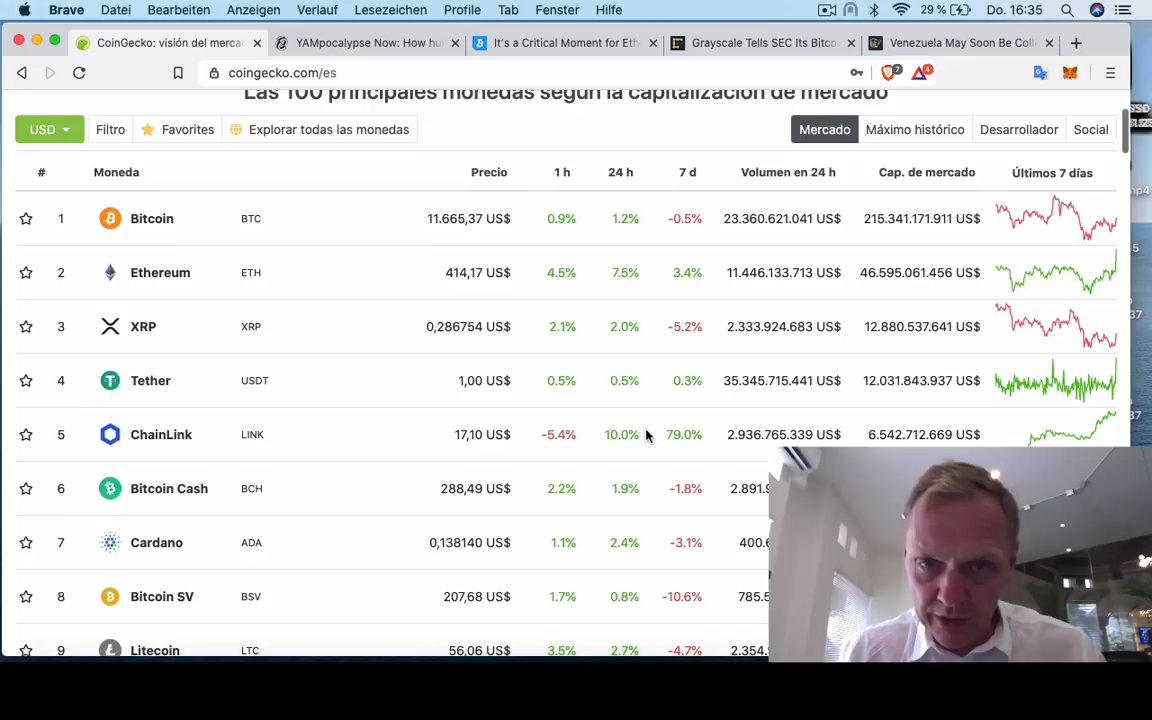 Brave Datei Bearbeiten Anzeigen Verlauf Lesezeichen Profile Tab Fenster Hilfe 29 % Do. 16:35
CoinGecko: visión del merca YAMpocalypse Now: How hu It's a Critical Moment for Eth Grayscale Tells SEC Its Bitco Venezuela May Soon Be Coll
coingecko.com/es 7 4
Las 100 principales monedas según la capitalización de mercado
USD Filtro Favorites Explorar todas las monedas Mercado Máximo histórico Desarrollador Social
# Moneda Precio 1 h 24 h 7 d Volumen en 24 h Cap. de mercado Últimos 7 días
1 Bitcoin BTC 11.665,37 US$ 0.9% 1.2% -0.5% 23.360.621.041 US$ 215.341.171.911 US$
2 Ethereum ETH 414,17 US$ 4.5% 7.5% 3.4% 11.446.133.713 US$ 46.595.061.456 US$
3 XRP XRP 0,286754 US$ 2.1% 2.0% -5.2% 2.333.924.683 US$ 12.880.537.641 US$
4 Tether USDT 1,00 US$ 0.5% 0.5% 0.3% 35.345.715.441 US$ 12.031.843.937 US$
5 ChainLink LINK 17,10 US$ -5.4% 10.0% 79.0% 2.936.765.339 US$ 6.542.712.669 US$
6 Bitcoin Cash BCH 288,49 US$ 2.2% 1.9% -1.8% 2.891.
7 Cardano ADA 0,138140 US$ 1.1% 2.4% -3.1% 400.
8 Bitcoin SV BSV 207,68 US$ 1.7% 0.8% -10.6% 785.
9 Litecoin LTC 56,06 US$ 3.5% 2.7% -4.7% 2.354.